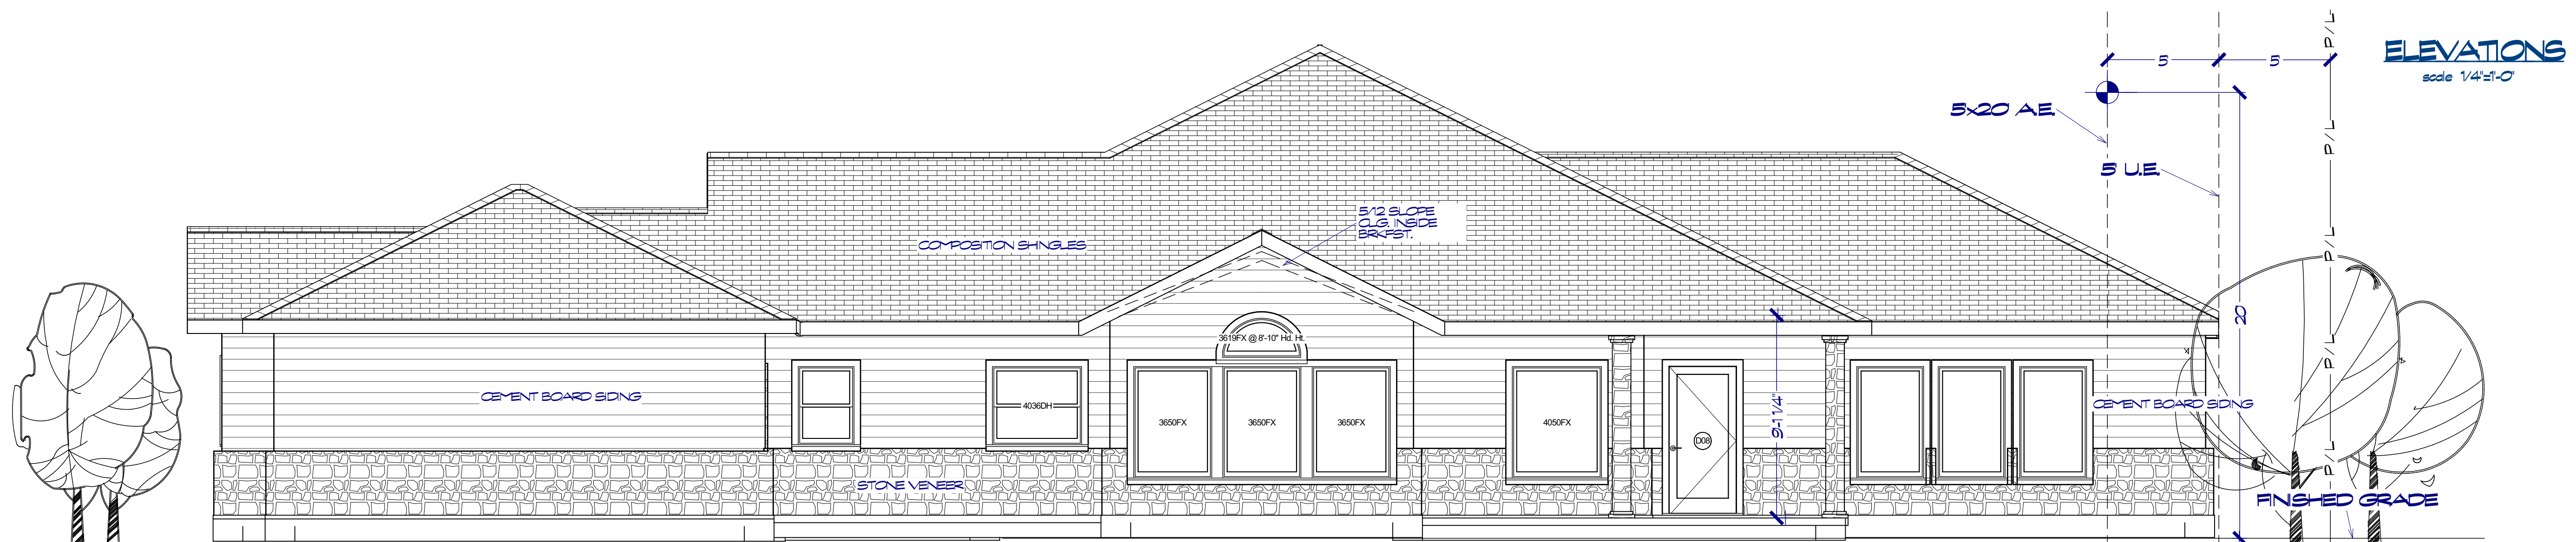 ELEVATIONS
scale 1/4"=1'-0"
5
5
P/L
P/L
P/L
P/L
P/L
P/L
5x20 A.E.
5 U.E.
5/12 SLOPE
CLG. INSIDE
BRKFST.
COMPOSITION SHINGLES
20
3619FX @ 8'-10" Hd. Ht.
CEMENT BOARD SIDING
4036DH
3650FX
3650FX
3650FX
4050FX
D08
9'-1 1/4"
CEMENT BOARD SIDING
STONE VENEER
FINISHED GRADE